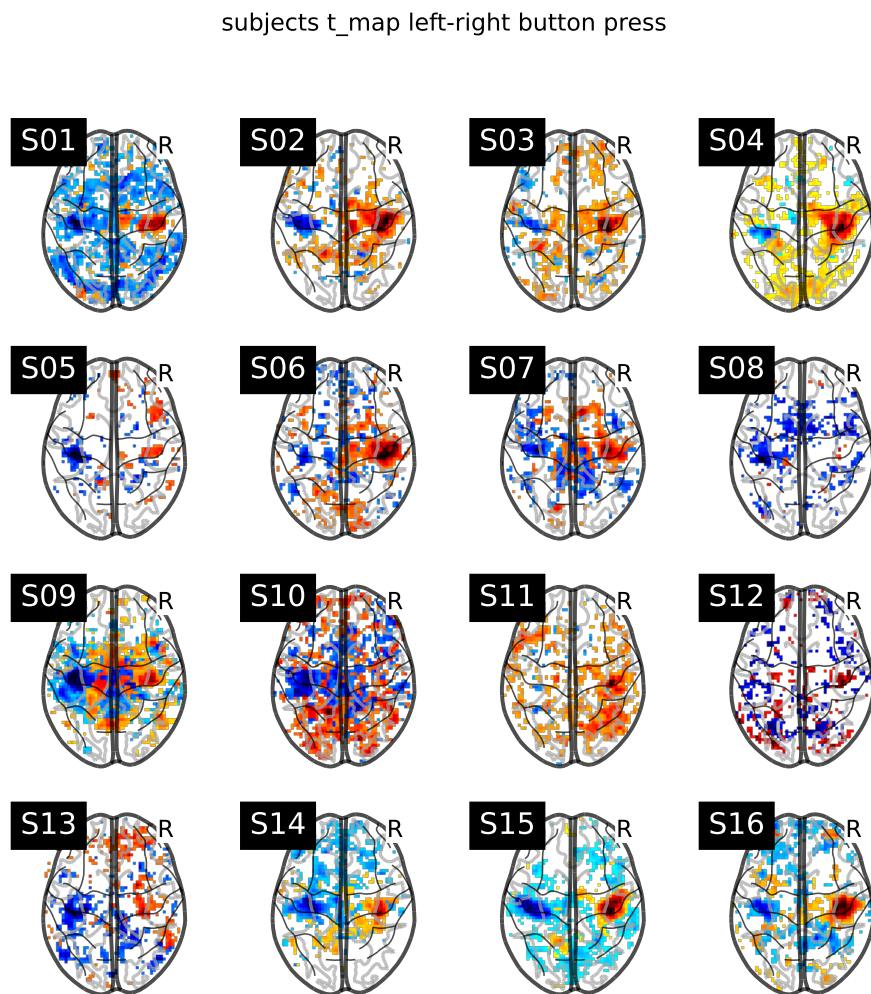 subjects t_map left-right button press
S01 R S02 R S03 R S04 R
S05 R S06 R S07 R S08 R
S09 R S10 R S11 R S12 R
S13 R S14 R S15 R S16 R